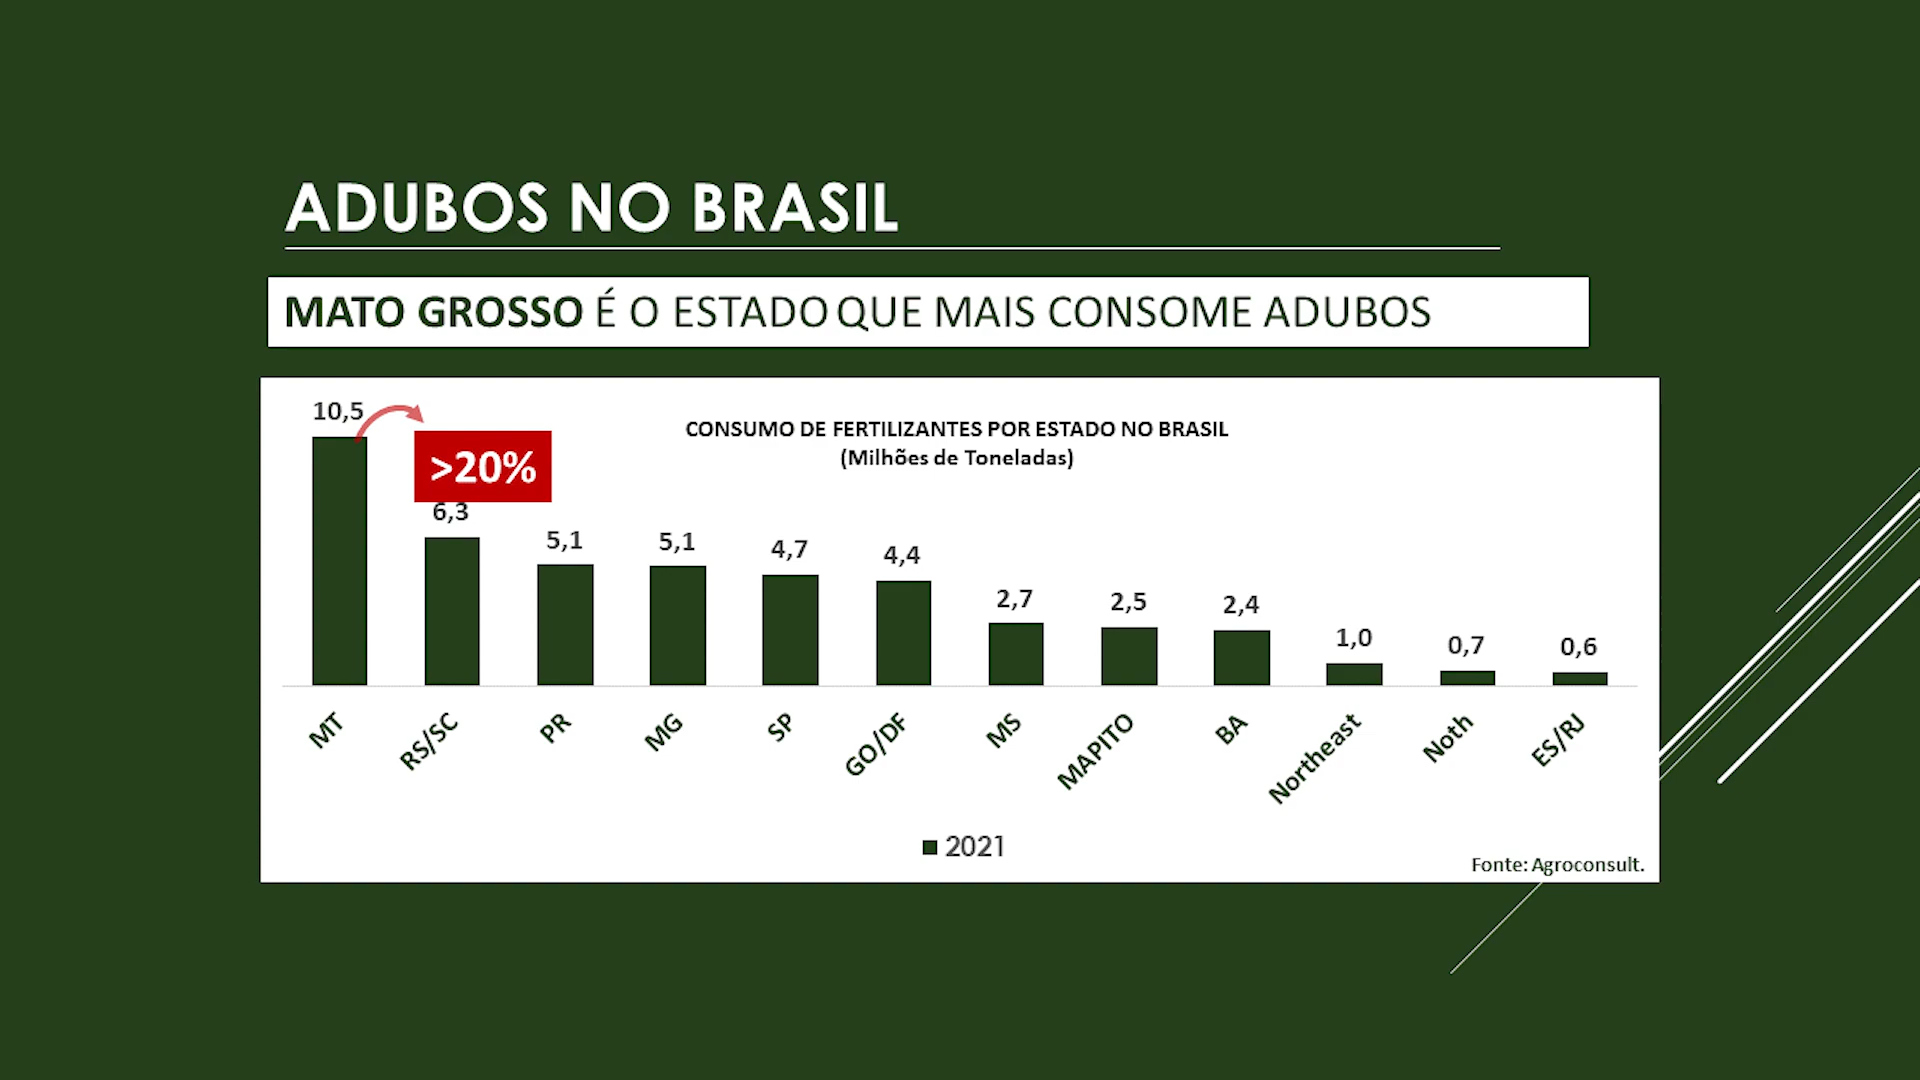 ADUBOS NO BRASIL
MATO GROSSO É O ESTADO QUE MAIS CONSOME ADUBOS
CONSUMO DE FERTILIZANTES POR ESTADO NO BRASIL
(Milhões de Toneladas)
>20%
10,5
6,3
5,1
5,1
4,7
4,4
2,7
2,5
2,4
1,0
0,7
0,6
MT
RS/SC
PR
MG
SP
GO/DF
MS
MAPITO
BA
Northeast
Noth
ES/RJ
2021
Fonte: Agroconsult.